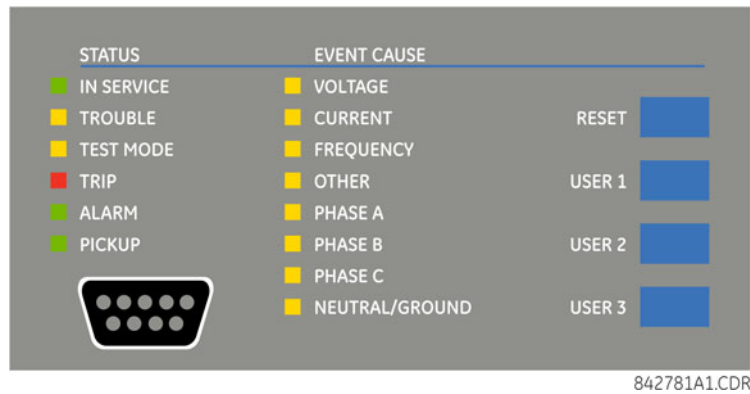 STATUS
IN SERVICE
TROUBLE
TEST MODE
TRIP
ALARM
PICKUP
EVENT CAUSE
VOLTAGE
CURRENT
FREQUENCY
OTHER
PHASE A
PHASE B
PHASE C
NEUTRAL/GROUND
RESET
USER 1
USER 2
USER 3
842781A1.CDR